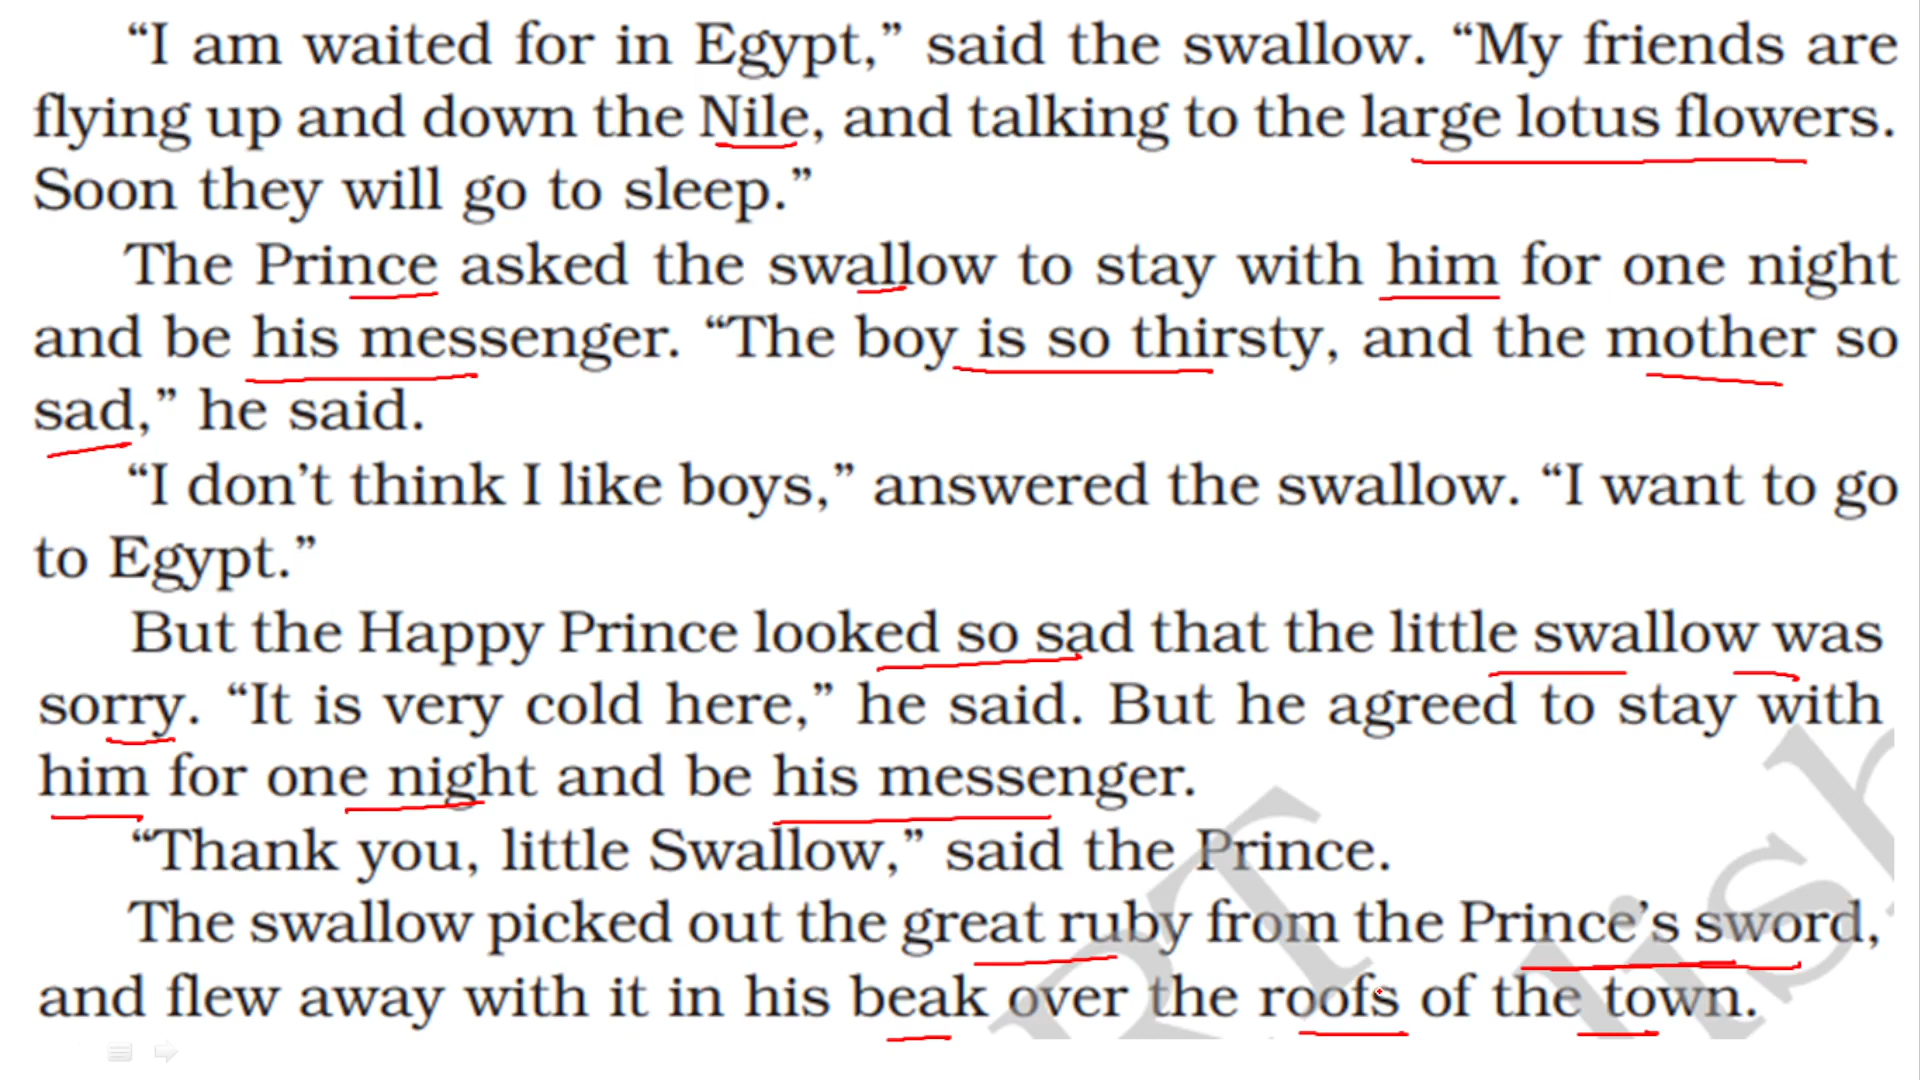 “I am waited for in Egypt,” said the swallow. “My friends are
flying up and down the Nile, and talking to the large lotus flowers.
Soon they will go to sleep.”
The Prince asked the swallow to stay with him for one night
and be his messenger. “The boy is so thirsty, and the mother so
sad,” he said.
“I don’t think I like boys,” answered the swallow. “I want to go
to Egypt.”
But the Happy Prince looked so sad that the little swallow was
sorry. “It is very cold here,” he said. But he agreed to stay with
him for one night and be his messenger.
“Thank you, little Swallow,” said the Prince.
The swallow picked out the great ruby from the Prince’s sword,
and flew away with it in his beak over the roofs of the town.